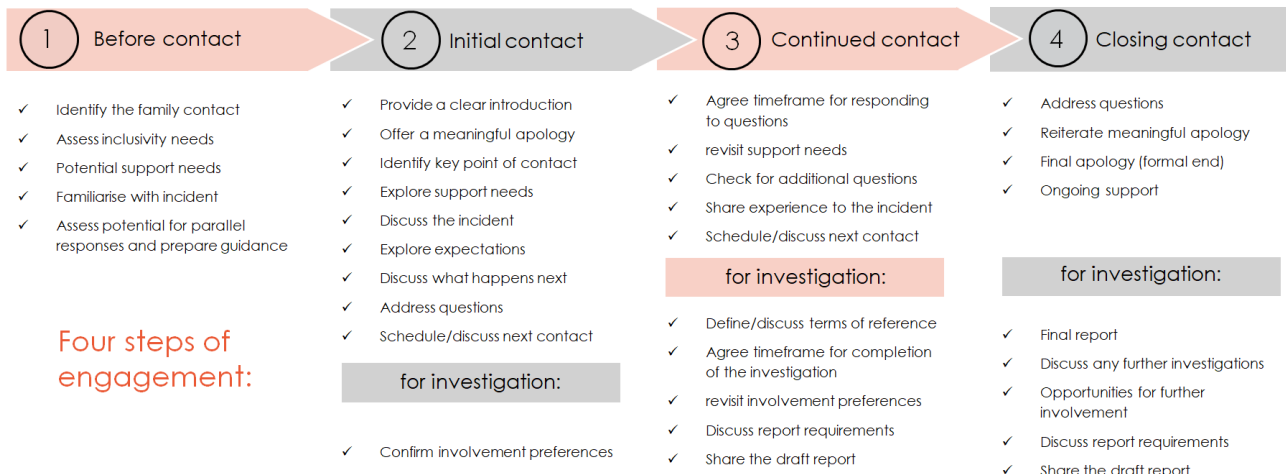 1 Before contact
✓ Identify the family contact
✓ Assess inclusivity needs
✓ Potential support needs
✓ Familiarise with incident
✓ Assess potential for parallel
responses and prepare guidance
Four steps of
engagement:
2 Initial contact
✓ Provide a clear introduction
✓ Offer a meaningful apology
✓ Identify key point of contact
✓ Explore support needs
✓ Discuss the incident
✓ Explore expectations
✓ Discuss what happens next
✓ Address questions
✓ Schedule/discuss next contact
for investigation:
✓ Confirm involvement preferences
3 Continued contact
✓ Agree timeframe for responding
to questions
✓ revisit support needs
✓ Check for additional questions
✓ Share experience to the incident
✓ Schedule/discuss next contact
for investigation:
✓ Define/discuss terms of reference
✓ Agree timeframe for completion
of the investigation
✓ revisit involvement preferences
✓ Discuss report requirements
✓ Share the draft report
4 Closing contact
✓ Address questions
✓ Reiterate meaningful apology
✓ Final apology (formal end)
✓ Ongoing support
for investigation:
✓ Final report
✓ Discuss any further investigations
✓ Opportunities for further
involvement
✓ Discuss report requirements
✓ Share the draft report